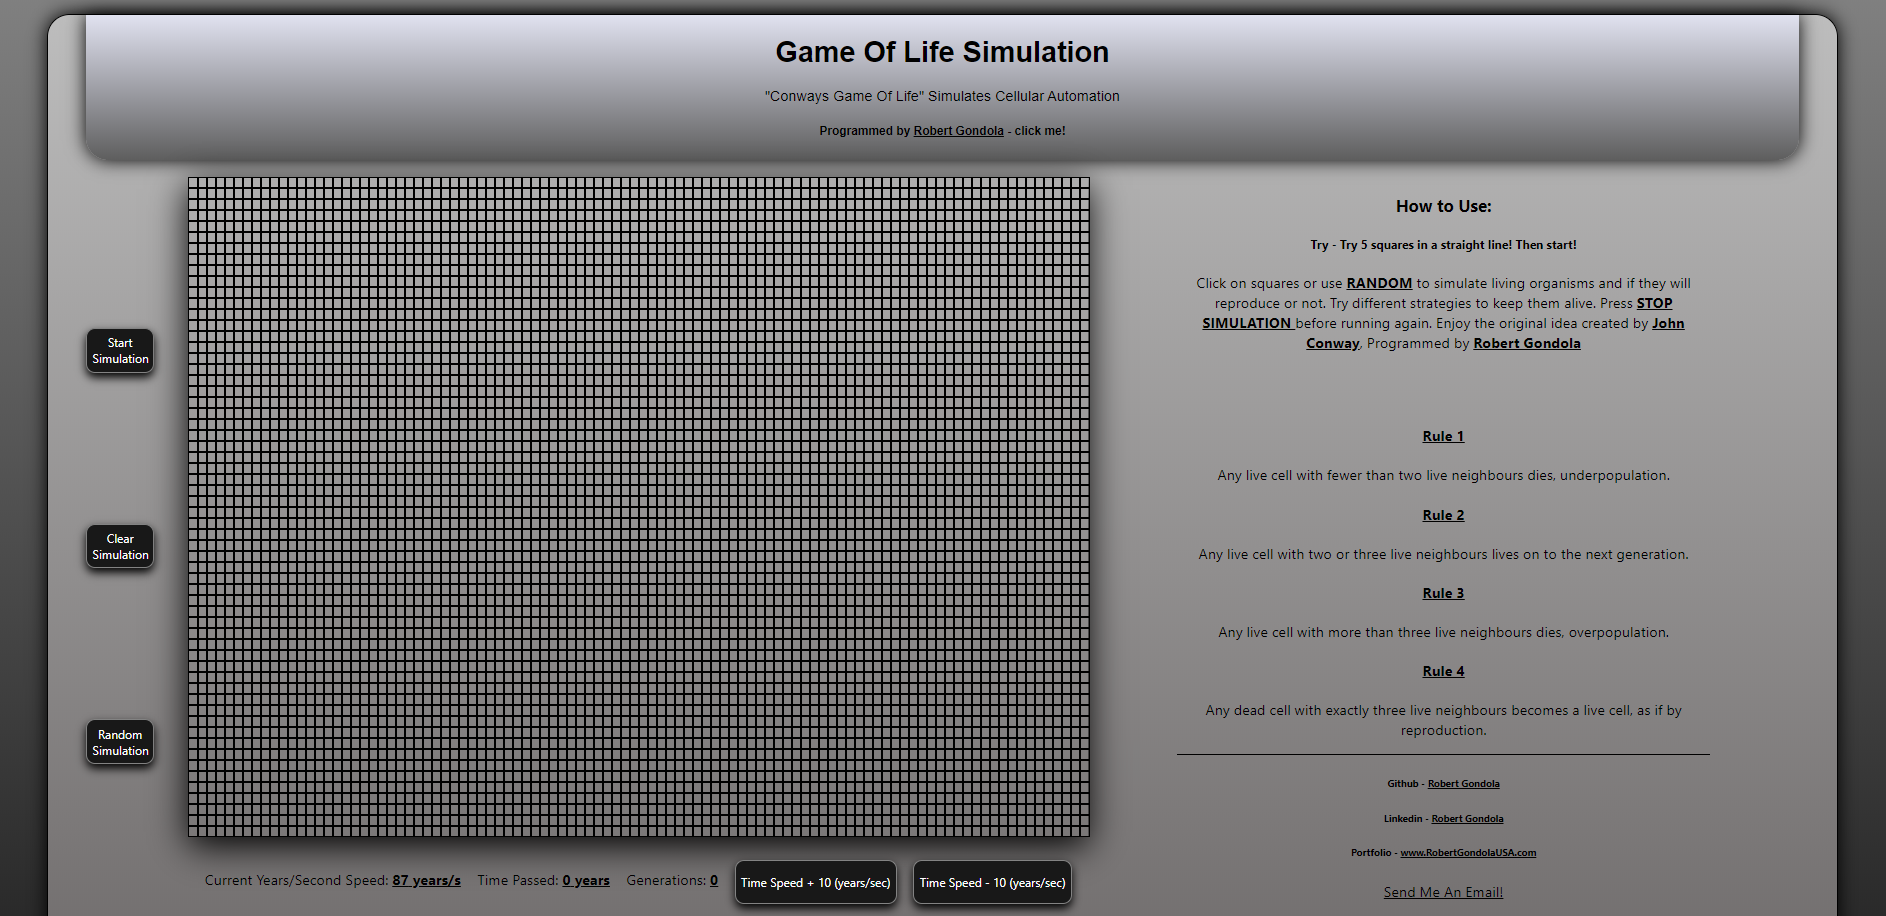 Game Of Life Simulation
"Conways Game Of Life" Simulates Cellular Automation
Programmed by Robert Gondola - click me!
Start
Simulation
Clear
Simulation
Random
Simulation
Current Years/Second Speed: 87 years/s Time Passed: 0 years Generations: 0
Time Speed + 10 (years/sec)
Time Speed - 10 (years/sec)
How to Use:
Try - Try 5 squares in a straight line! Then start!
Click on squares or use RANDOM to simulate living organisms and if they will
reproduce or not. Try different strategies to keep them alive. Press STOP
SIMULATION before running again. Enjoy the original idea created by John
Conway, Programmed by Robert Gondola
Rule 1
Any live cell with fewer than two live neighbours dies, underpopulation.
Rule 2
Any live cell with two or three live neighbours lives on to the next generation.
Rule 3
Any live cell with more than three live neighbours dies, overpopulation.
Rule 4
Any dead cell with exactly three live neighbours becomes a live cell, as if by
reproduction.
Github - Robert Gondola
Linkedin - Robert Gondola
Portfolio - www.RobertGondolaUSA.com
Send Me An Email!